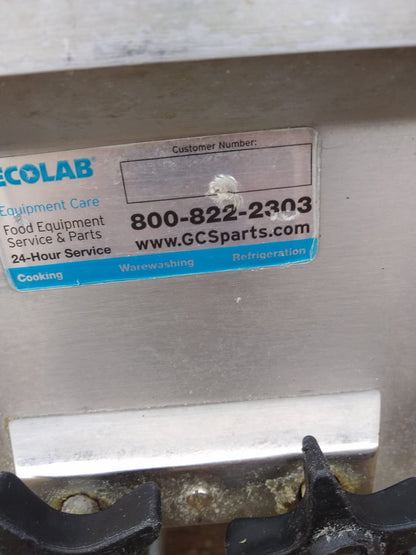 ECOLAB®
Customer Number:
Equipment Care
Food Equipment
Service & Parts
24-Hour Service
800-822-2303
www.GCSparts.com
Cooking Warewashing Refrigeration